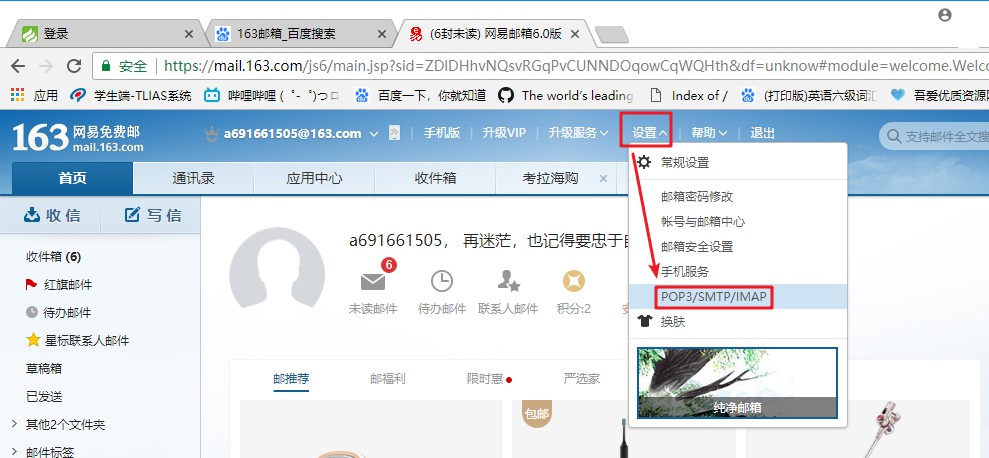 登录
163邮箱_百度搜索
(6封未读) 网易邮箱6.0版
安全 https://mail.163.com/js6/main.jsp?sid=ZDIDHhvNQsvRGqPvCUNNDOqowCqWQHth&df=unknow#module=welcome.Welco
应用 学生端-TLIAS系统 哔哩哔哩 ( ゜- ゜)つロ 百度一下，你就知道 The world's leading Index of / (打印版)英语六级词汇 吾爱优质资源网
163 网易免费邮
mail.163.com
a691661505@163.com 手机版 升级VIP 升级服务 设置 帮助 退出
支持邮件全文搜
首页 通讯录 应用中心 收件箱 考拉海购
常规设置
邮箱密码修改
帐号与邮箱中心
邮箱安全设置
手机服务
POP3/SMTP/IMAP
换肤
纯净邮箱
收信 写信
收件箱 (6)
红旗邮件
待办邮件
星标联系人邮件
草稿箱
已发送
其他2个文件夹
邮件标签
a691661505， 再迷茫，也记得要忠于
6
未读邮件 待办邮件 联系人邮件 积分:2
邮推荐 邮福利 限时惠 严选家
包邮